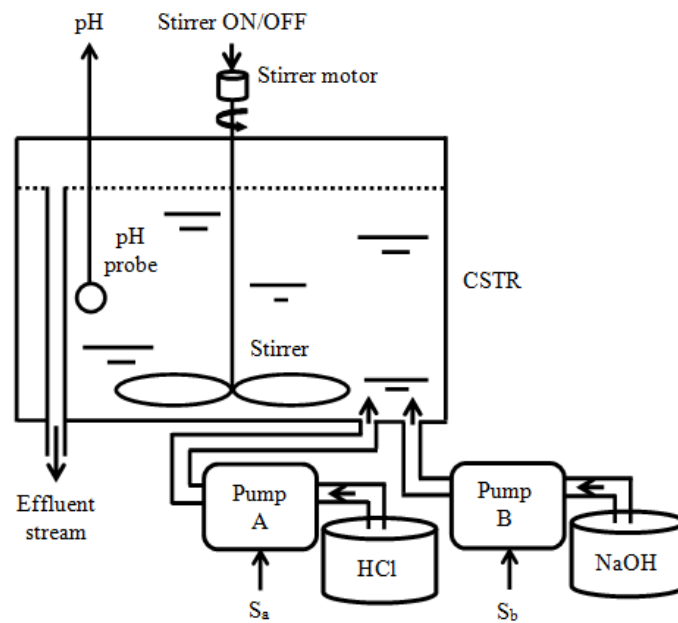 pH
Stirrer ON/OFF
Stirrer motor
pH
probe
CSTR
Stirrer
Effluent
stream
Pump
A
HCl
Pump
B
NaOH
Sa
Sb